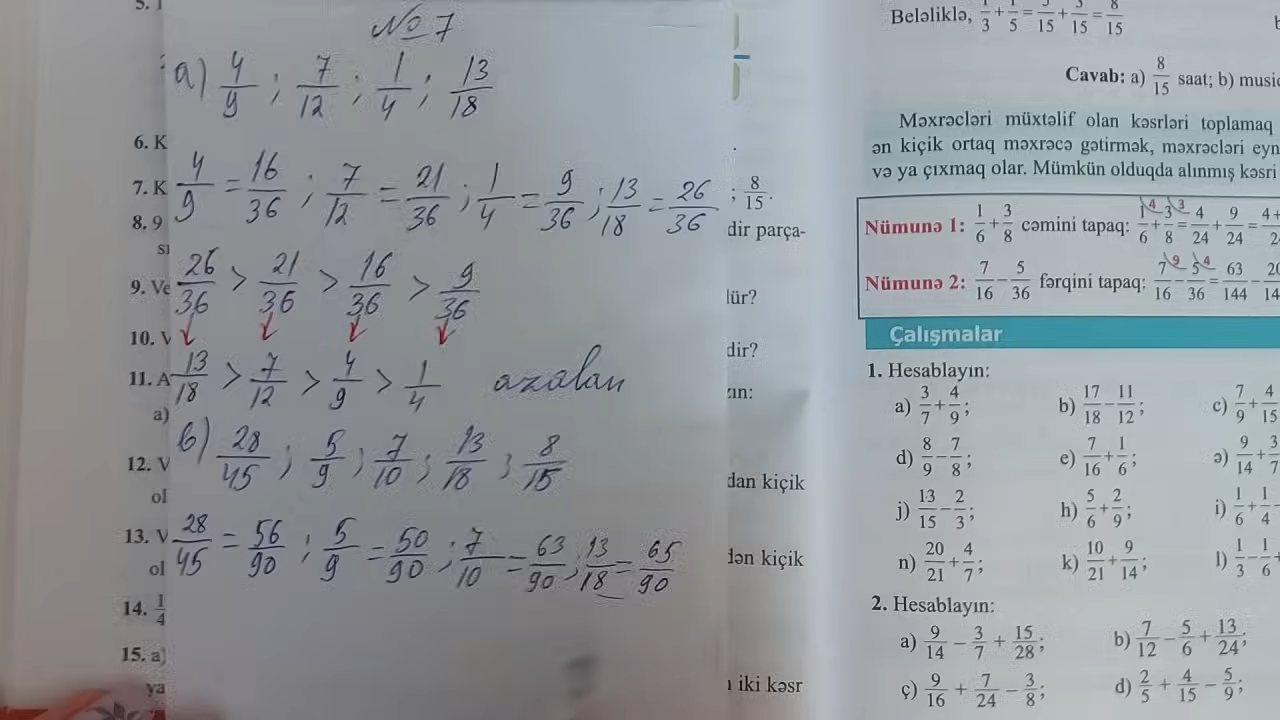 № 7
a) 4/9 ; 7/12 ; 1/4 ; 13/18
4/9 = 16/36 ; 7/12 = 21/36 ; 1/4 = 9/36 ; 13/18 = 26/36
26/36 > 21/36 > 16/36 > 9/36
13/18 > 7/12 > 4/9 > 1/4 azalan
b) 28/45 ; 5/9 ; 7/10 ; 13/18 ; 8/15
28/45 = 56/90 ; 5/9 = 50/90 ; 7/10 = 63/90 ; 13/18 = 65/90
6. K
7. K
; 8/15.
8. 9
dir parça-
9. Ve
lür?
10. V
dir?
11. A
a)
12. V
dan kiçik
ol
13. V
ol
14. 1/4
15. a)
ya
iki kəsr
Beləliklə, 1/3 + 1/5 = 5/15 + 3/15 = 8/15
Cavab: a) 8/15 saat; b) music
Məxrəcləri müxtəlif olan kəsrləri toplamaq
ən kiçik ortaq məxrəcə gətirmək, məxrəcləri eyn
və ya çıxmaq olar. Mümkün olduqda alınmış kəsri
Nümunə 1: 1/6 + 3/8 cəmini tapaq: 1/6 + 3/8 = 4/24 + 9/24 =
Nümunə 2: 7/16 - 5/36 fərqini tapaq: 7/16 - 5/36 = 63/144 -
Çalışmalar
1. Hesablayın:
a) 3/7 + 4/9; b) 17/18 - 11/12; c) 7/9 + 4/15
d) 8/9 - 7/8; e) 7/16 + 1/6; ə) 9/14 + 3/7
j) 13/15 - 2/3; h) 5/6 + 2/9; i) 1/6 + 1/4
n) 20/21 + 4/7; k) 10/21 + 9/14; l) 1/3 - 1/6
2. Hesablayın:
a) 9/14 - 3/7 + 15/28; b) 7/12 - 5/6 + 13/24;
ç) 9/16 + 7/24 - 3/8; d) 2/5 + 4/15 - 5/9;